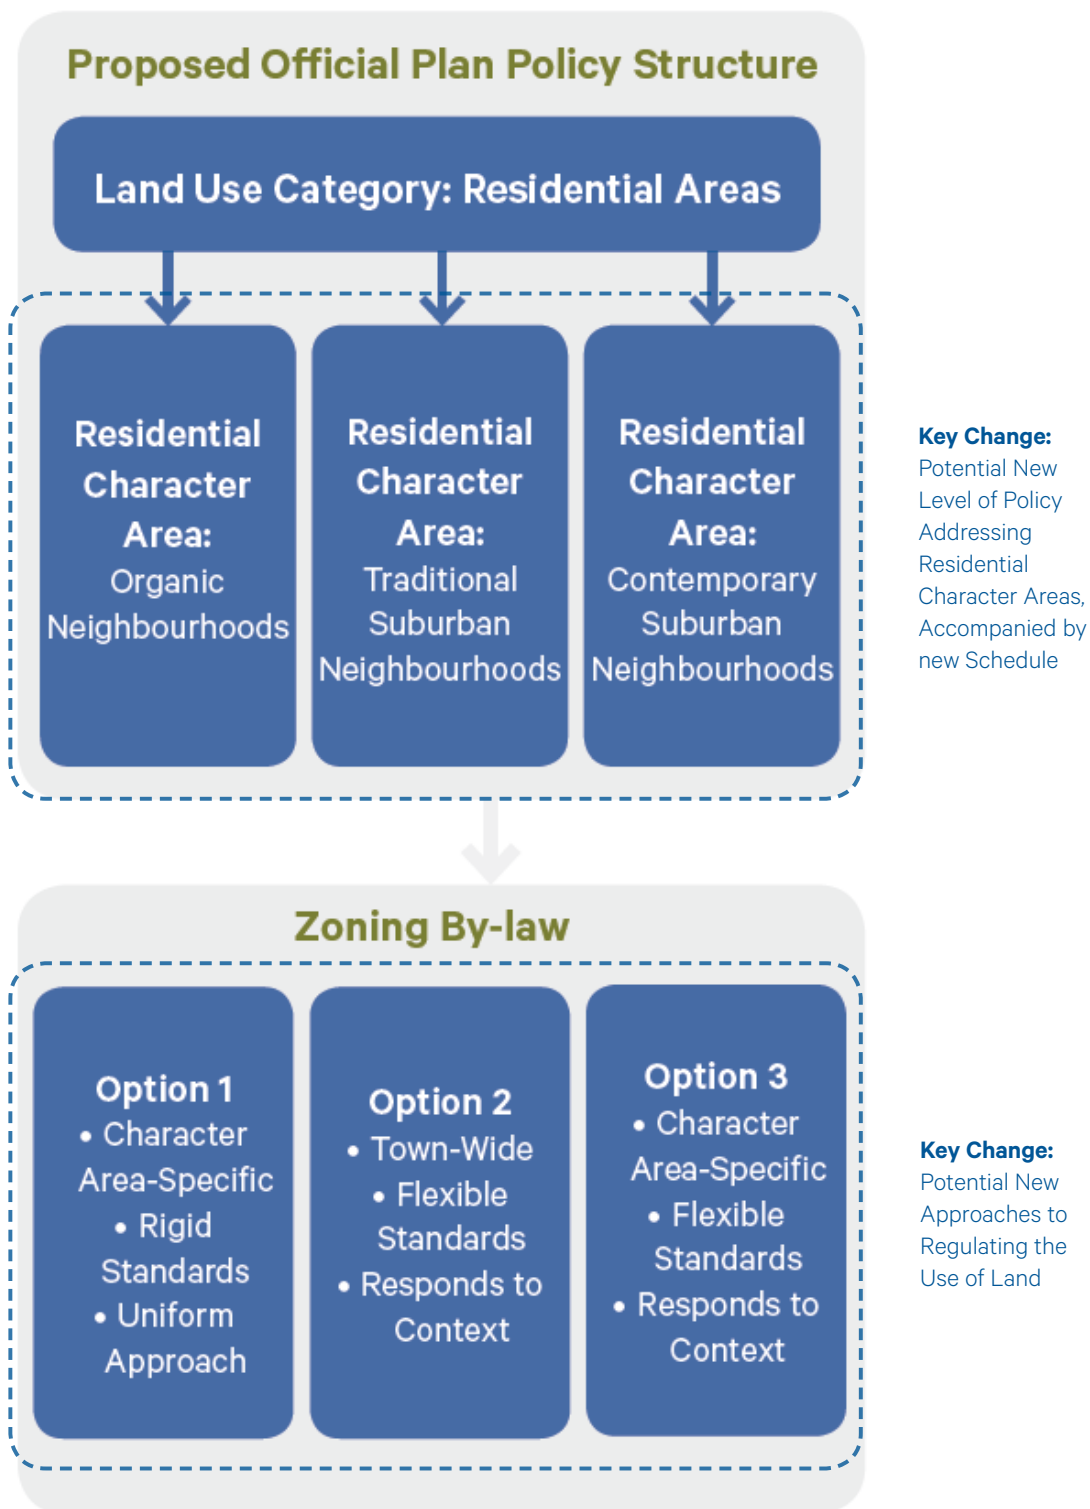 Proposed Official Plan Policy Structure
Land Use Category: Residential Areas
Residential
Character
Area:
Organic
Neighbourhoods
Residential
Character
Area:
Traditional
Suburban
Neighbourhoods
Residential
Character
Area:
Contemporary
Suburban
Neighbourhoods
Key Change:
Potential New
Level of Policy
Addressing
Residential
Character Areas,
Accompanied by
new Schedule
Zoning By-law
Option 1
• Character
Area-Specific
• Rigid
Standards
• Uniform
Approach
Option 2
• Town-Wide
• Flexible
Standards
• Responds to
Context
Option 3
• Character
Area-Specific
• Flexible
Standards
• Responds to
Context
Key Change:
Potential New
Approaches to
Regulating the
Use of Land